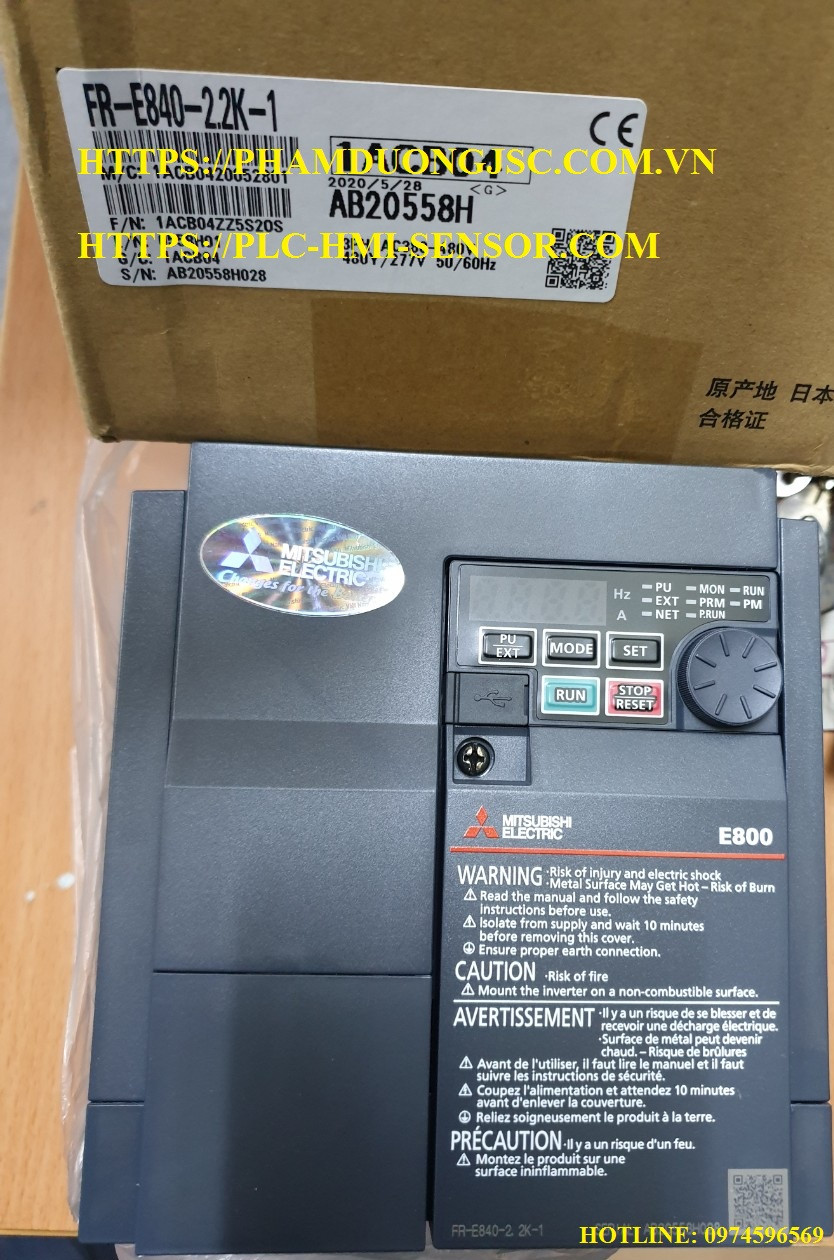 FR-E840-2.2K-1
CE
HTTPS://PHAMDUONGJSC.COM.VN
1ACB04
2020/5/28
<G>
AB20558H
F/N: 1ACB04ZZ5S20S
HTTPS://PLC-HMI-SENSOR.COM
480Y/277V 50/60Hz
S/N: AB20558H028
原产地 日本
合格证
MITSUBISHI
ELECTRIC
Changes for the
Hz
A
PU
EXT
NET
MON
PRM
P.RUN
RUN
PM
PU
EXT
MODE
SET
RUN
STOP
RESET
MITSUBISHI
ELECTRIC
E800
WARNING ·Risk of injury and electric shock
·Metal Surface May Get Hot – Risk of Burn
Read the manual and follow the safety
instructions before use.
Isolate from supply and wait 10 minutes
before removing this cover.
Ensure proper earth connection.
CAUTION ·Risk of fire
Mount the inverter on a non-combustible surface.
AVERTISSEMENT ·Il y a un risque de se blesser et de
recevoir une décharge électrique.
·Surface de métal peut devenir
chaud. – Risque de brûlures
Avant de l'utiliser, il faut lire le manuel et il faut
suivre les instructions de sécurité.
Coupez l'alimentation et attendez 10 minutes
avant d'enlever la couverture.
Reliez soigneusement le produit à la terre.
PRÉCAUTION ·Il y a un risque d'un feu.
Montez le produit sur une
surface ininflammable.
FR-E840-2.2K-1
HOTLINE: 0974596569